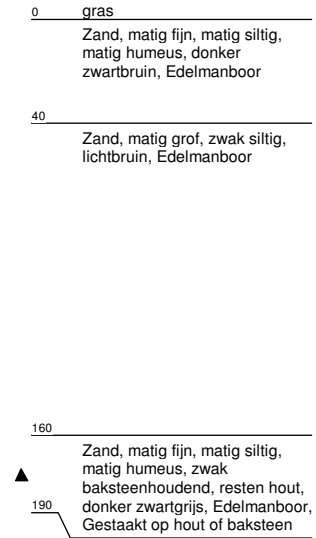 0 gras
Zand, matig fijn, matig siltig,
matig humeus, donker
zwartbruin, Edelmanboor
40
Zand, matig grof, zwak siltig,
lichtbruin, Edelmanboor
160
Zand, matig fijn, matig siltig,
matig humeus, zwak
baksteenhoudend, resten hout,
190 donker zwartgrijs, Edelmanboor,
Gestaakt op hout of baksteen